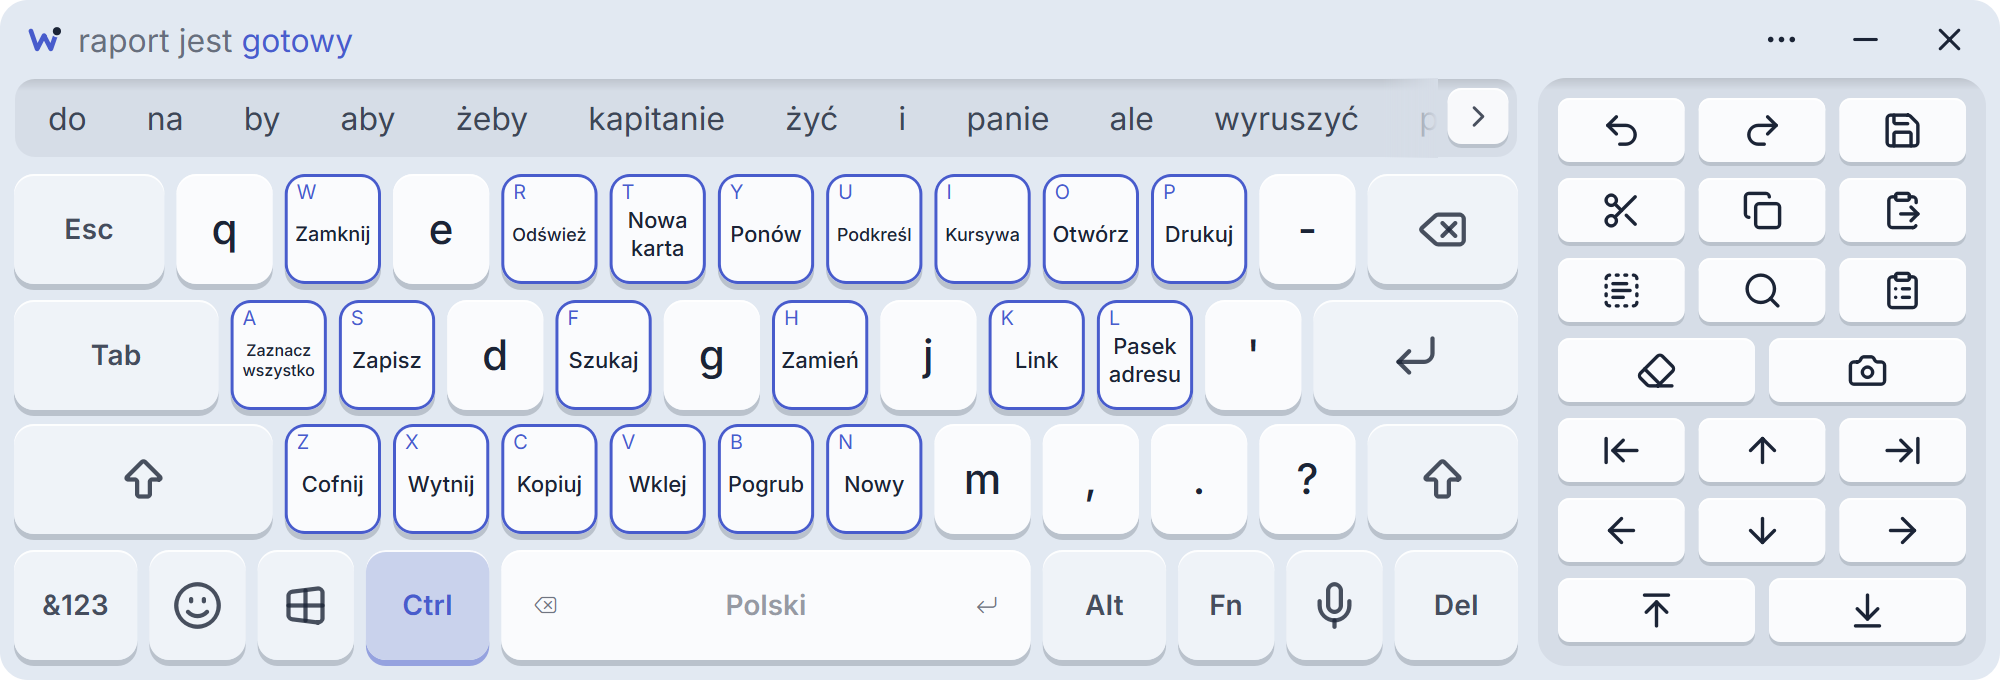 raport jest gotowy
do na by aby żeby kapitanie żyć i panie ale wyruszyć p
Esc q W Zamknij e R Odśwież T Nowa karta Y Ponów U Podkreśl I Kursywa O Otwórz P Drukuj -
Tab A Zaznacz wszystko S Zapisz d F Szukaj g H Zamień j K Link L Pasek adresu '
Z Cofnij X Wytnij C Kopiuj V Wklej B Pogrub N Nowy m , . ?
&123 Ctrl Polski Alt Fn Del